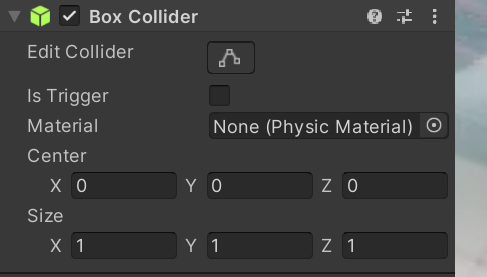 Box Collider
Edit Collider
Is Trigger
Material None (Physic Material)
Center
X 0 Y 0 Z 0
Size
X 1 Y 1 Z 1